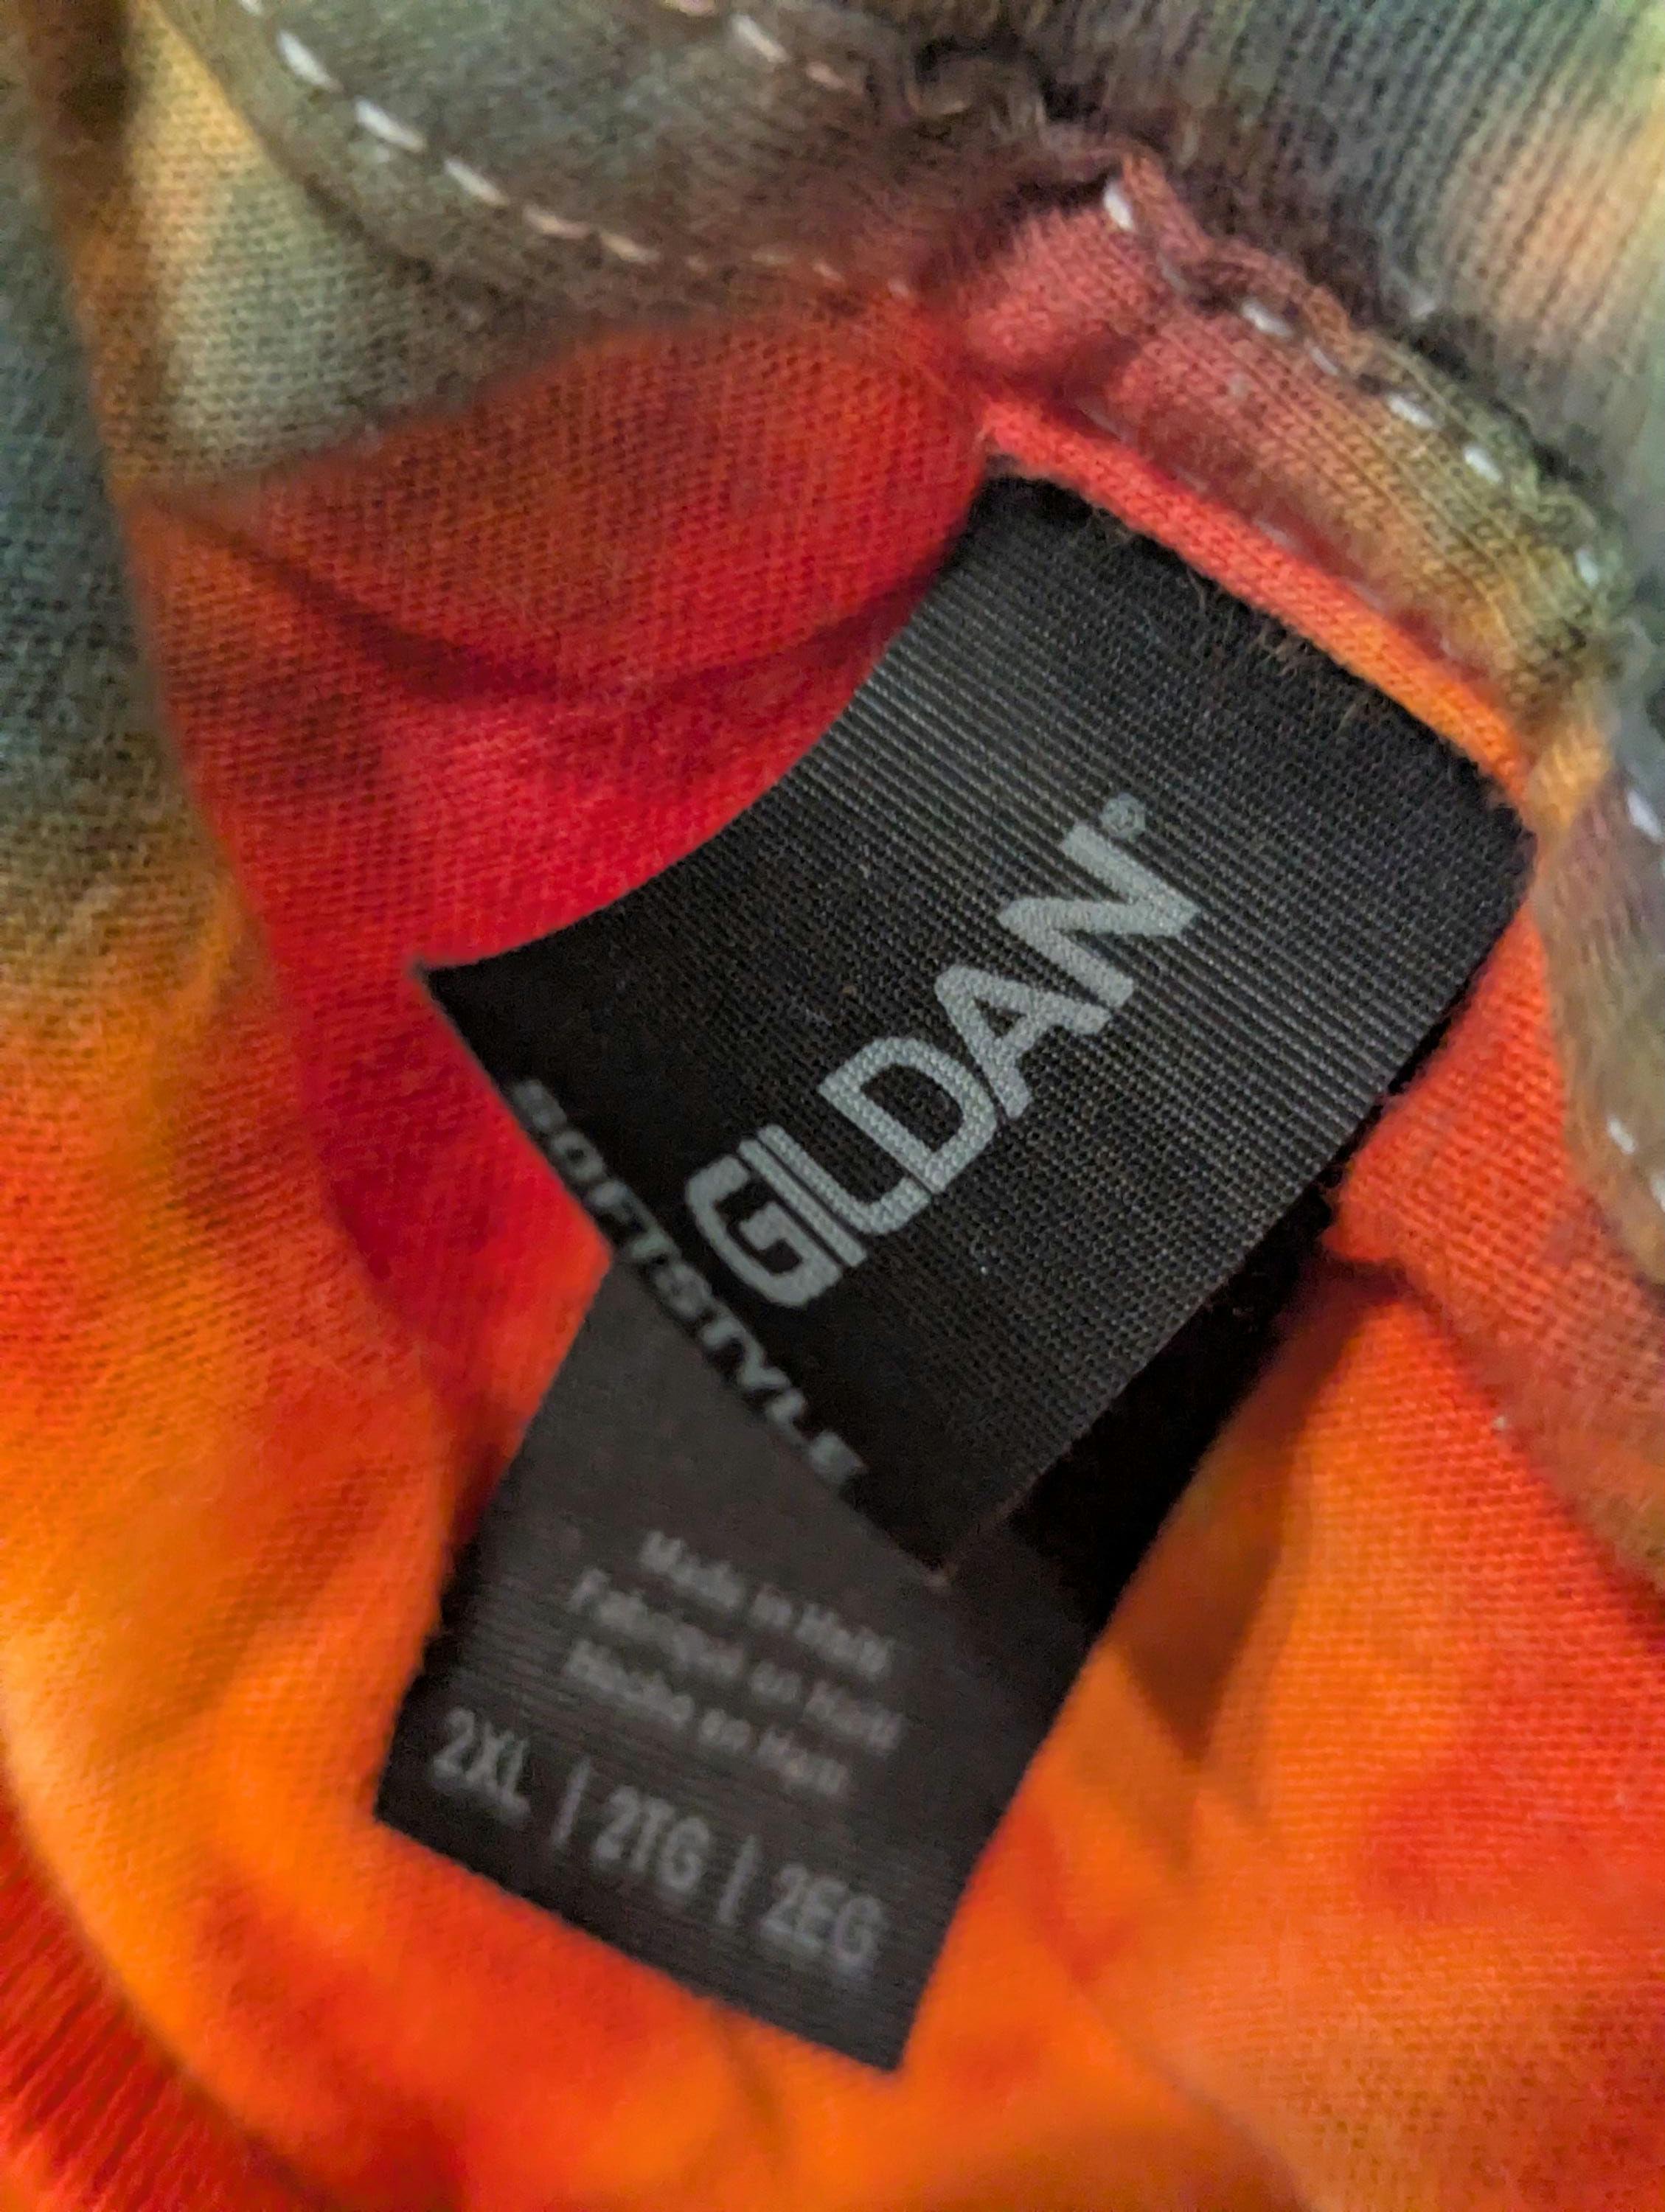 GILDAN®
SOFTSTYLE
Made in Haiti
Fabriqué en Haïti
Hecho en Haití
2XL | 2TG | 2EG